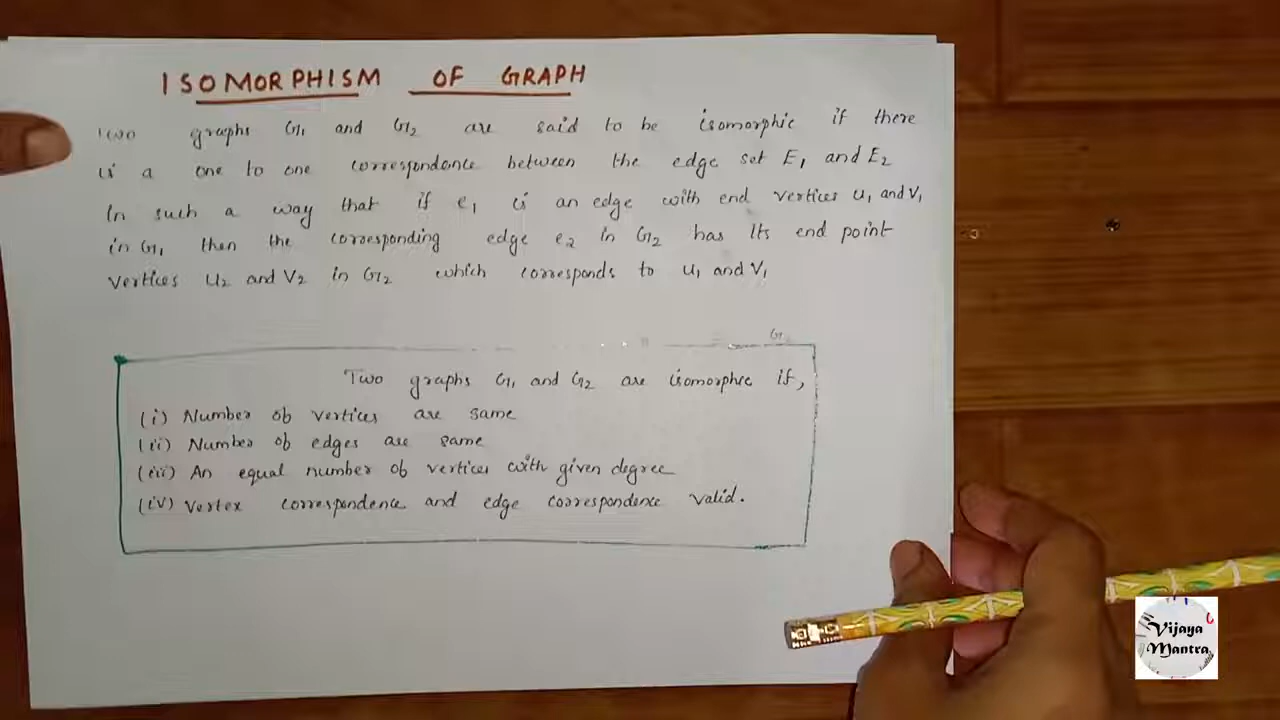 ISOMORPHISM OF GRAPH
Two graphs G1 and G2 are said to be isomorphic if there
is a one to one correspondance between the edge set E1 and E2
In such a way that if e1 is an edge with end vertices u1 and V1
in G1, then the corresponding edge e2 in G2 has Its end point
vertices U2 and V2 in G2 which corresponds to u1 and V1
G
Two graphs G1 and G2 are isomorphic if,
(i) Number of vertices are same
(ii) Number of edges are same
(iii) An equal number of vertices with given degree
(iv) Vertex correspondence and edge correspondence valid.
Vijaya
Mantra